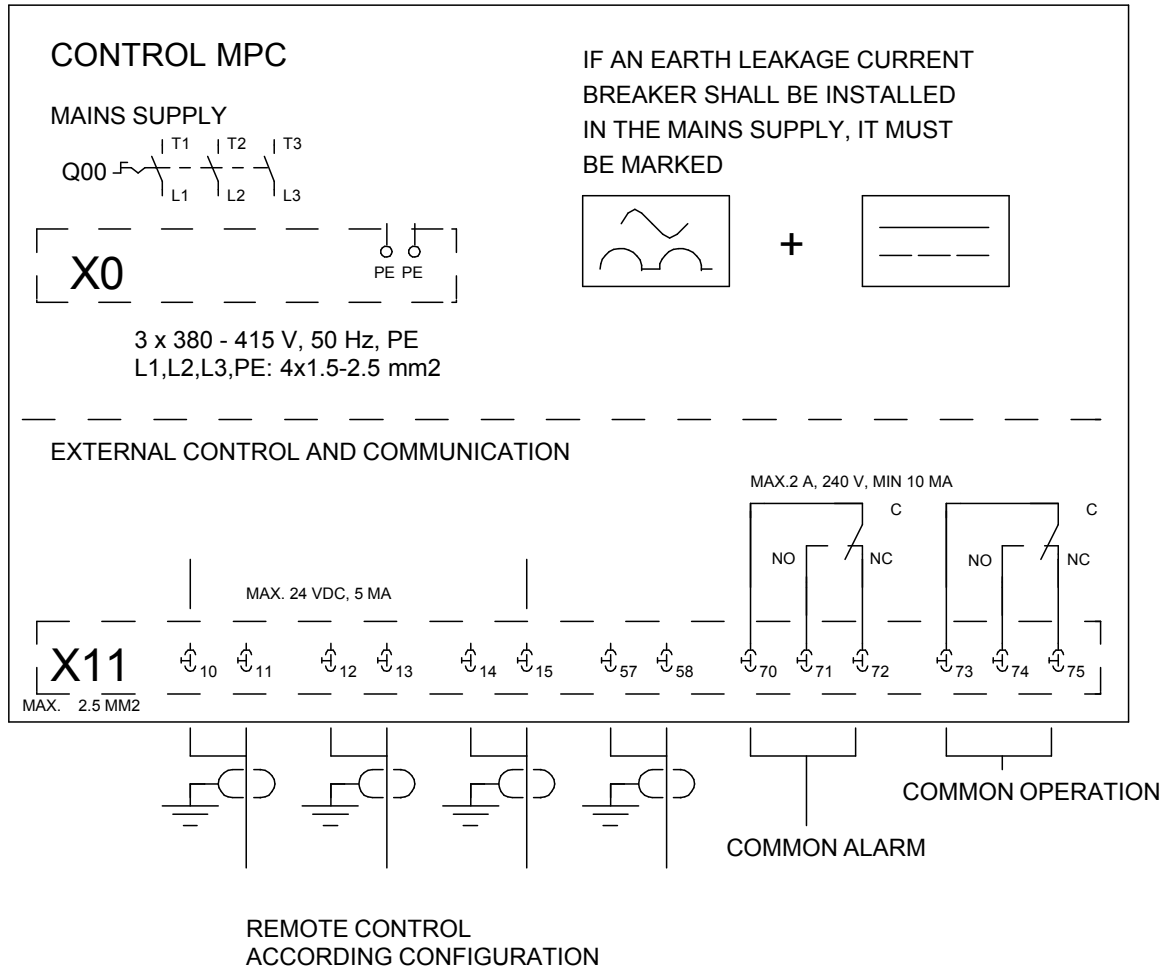 CONTROL MPC
MAINS SUPPLY
T1 T2 T3
Q00
L1 L2 L3
X0
PE PE
3 x 380 - 415 V, 50 Hz, PE
L1,L2,L3,PE: 4x1.5-2.5 mm2
IF AN EARTH LEAKAGE CURRENT
BREAKER SHALL BE INSTALLED
IN THE MAINS SUPPLY, IT MUST
BE MARKED
+
EXTERNAL CONTROL AND COMMUNICATION
MAX.2 A, 240 V, MIN 10 MA
C C
NO NC NO NC
MAX. 24 VDC, 5 MA
X11
10 11 12 13 14 15 57 58 70 71 72 73 74 75
MAX. 2.5 MM2
COMMON OPERATION
COMMON ALARM
REMOTE CONTROL
ACCORDING CONFIGURATION